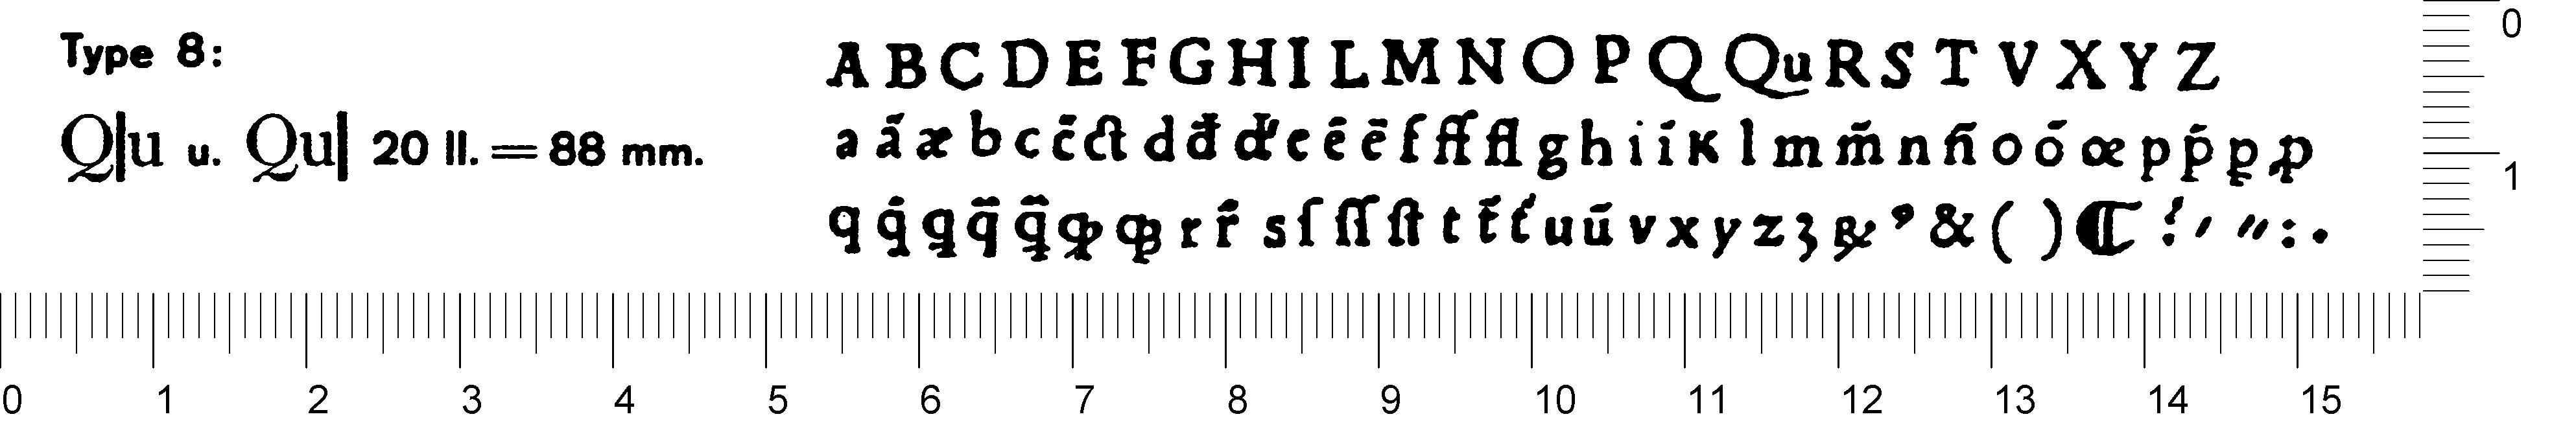 Type 8:
Q|u u. Qu| 20 ll. = 88 mm.
A B C D E F G H I L M N O P Q Qu R S T V X Y Z
a ã æ b c c̄ ct d đ d' e ē ẽ f ff fl g h i í k l m m̃ n ñ o ó œ p p̄ ꝑ ꝓ
q q̄ ꝗ q̃ r r̄ s ſ ſſ ſt t t̄ t' u ū v x y z ʒ ꝰ & ( ) ⸿ : .
0 1 2 3 4 5 6 7 8 9 10 11 12 13 14 15
0
1